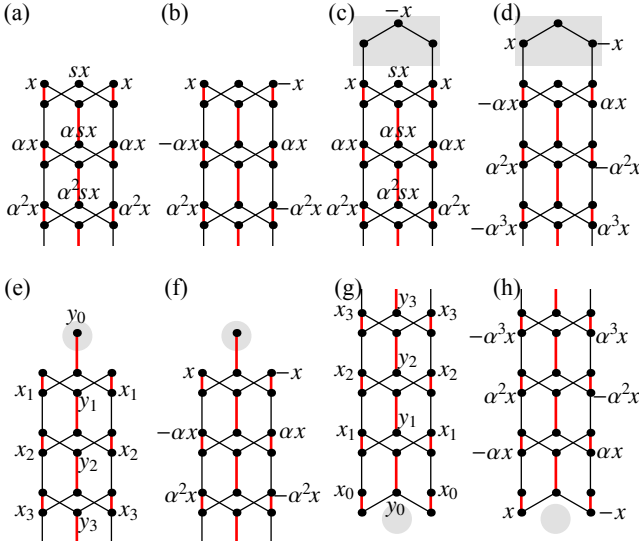 (a) (b) (c) (d)
−x
x −x
x sx x x −x x sx x
−αx αx
αx αsx αx −αx αx αx αsx αx
α²x −α²x
α²x α²sx α²x α²x −α²x α²x α²sx α²x
−α³x α³x
(e) (f) (g) (h)
y₀
x₃ y₃ x₃
−α³x α³x
x₁ y₁ x₁ x −x x₂ y₂ x₂
α²x −α²x
x₂ y₂ x₂ −αx αx x₁ y₁ x₁
−αx αx
x₃ y₃ x₃ α²x −α²x x₀ y₀ x₀
x −x